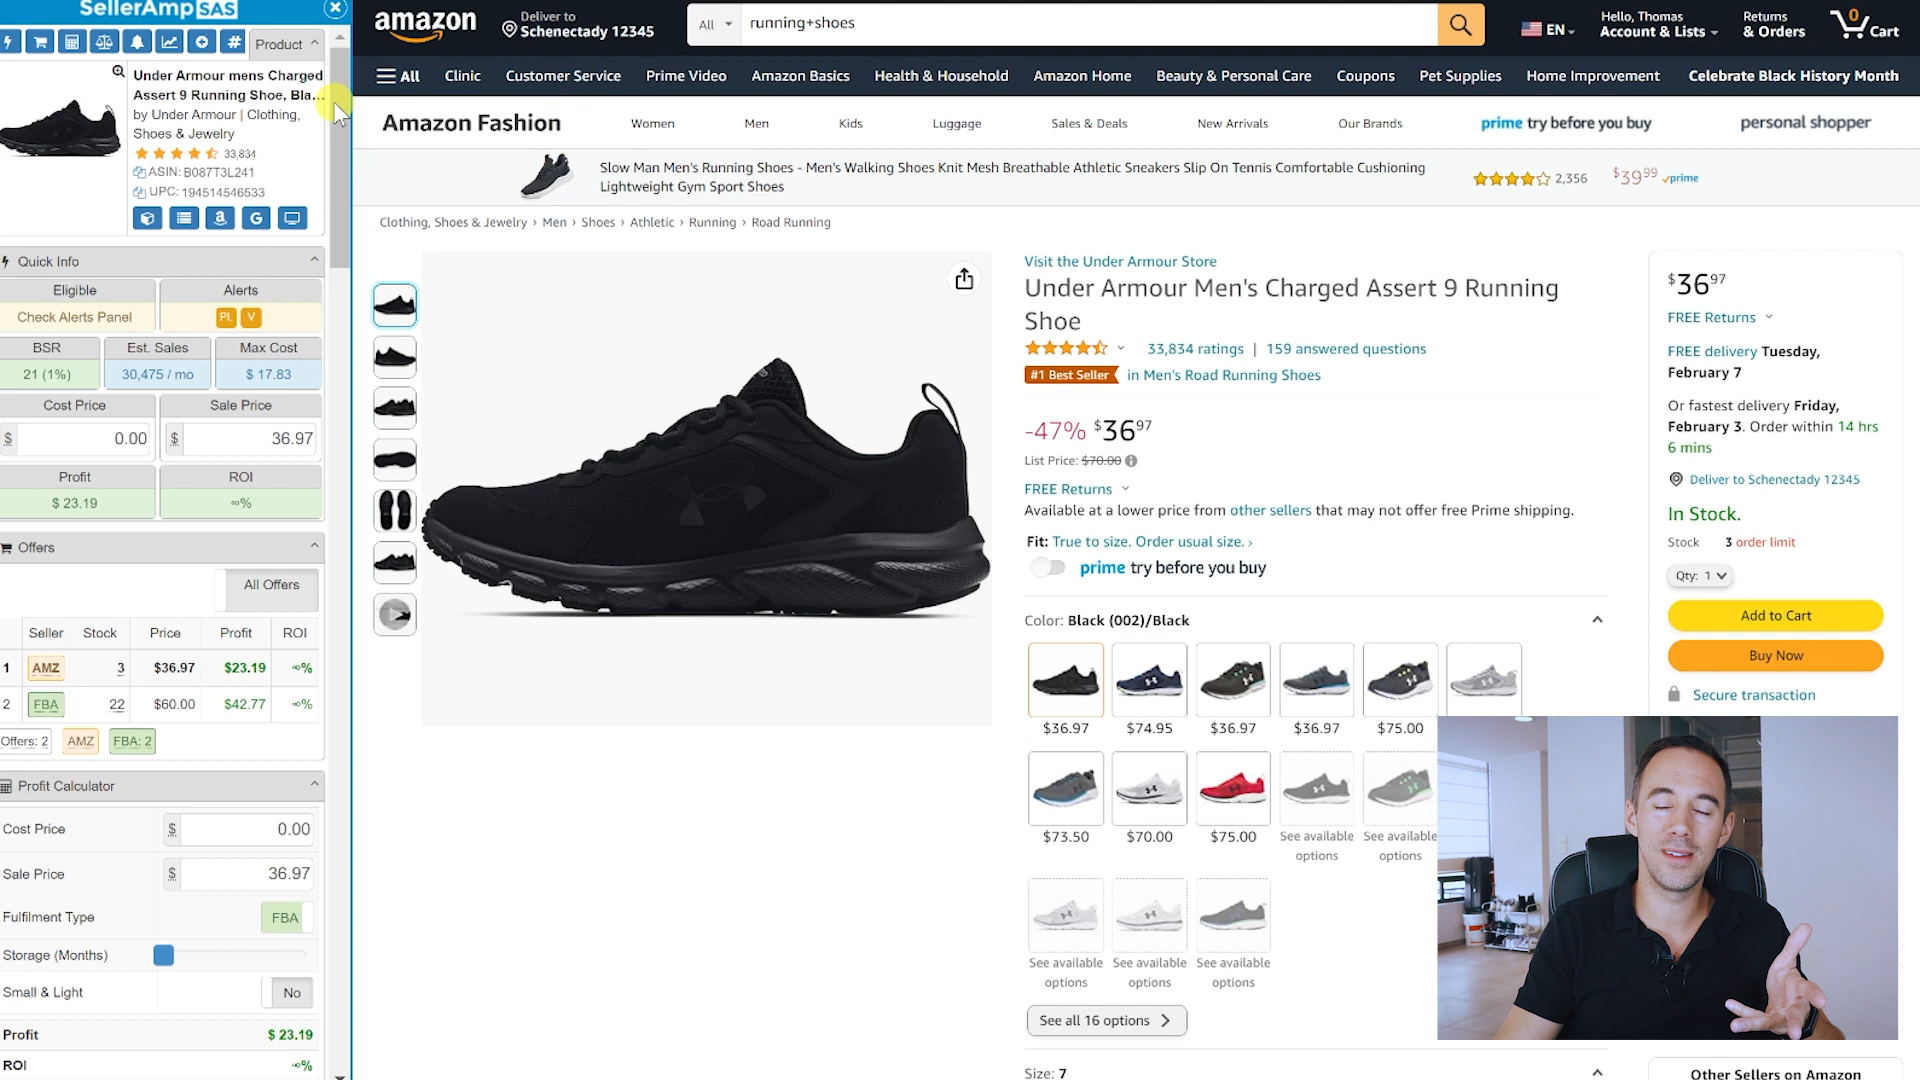 SellerAmp SAS
Product
Under Armour mens Charged
Assert 9 Running Shoe, Bla...
by Under Armour | Clothing,
Shoes & Jewelry
33,834
ASIN: B087T3L241
UPC: 194514546533
Quick Info
Eligible
Alerts
Check Alerts Panel
PL V
BSR
Est. Sales
Max Cost
21 (1%)
30,475 / mo
$ 17.83
Cost Price
Sale Price
$ 0.00
$ 36.97
Profit
ROI
$ 23.19
∞%
Offers
All Offers
Seller Stock Price Profit ROI
1 AMZ 3 $36.97 $23.19 ∞%
2 FBA 22 $60.00 $42.77 ∞%
Offers: 2 AMZ FBA: 2
Profit Calculator
Cost Price $ 0.00
Sale Price $ 36.97
Fulfilment Type FBA
Storage (Months)
Small & Light No
Profit $ 23.19
ROI ∞%
amazon
Deliver to
Schenectady 12345
All
running+shoes
EN
Hello, Thomas
Account & Lists
Returns
& Orders
0
Cart
All
Clinic
Customer Service
Prime Video
Amazon Basics
Health & Household
Amazon Home
Beauty & Personal Care
Coupons
Pet Supplies
Home Improvement
Celebrate Black History Month
Amazon Fashion
Women
Men
Kids
Luggage
Sales & Deals
New Arrivals
Our Brands
prime try before you buy
personal shopper
Slow Man Men's Running Shoes - Men's Walking Shoes Knit Mesh Breathable Athletic Sneakers Slip On Tennis Comfortable Cushioning
Lightweight Gym Sport Shoes
2,356
$3999 prime
Clothing, Shoes & Jewelry › Men › Shoes › Athletic › Running › Road Running
Visit the Under Armour Store
Under Armour Men's Charged Assert 9 Running
Shoe
33,834 ratings | 159 answered questions
#1 Best Seller in Men's Road Running Shoes
-47% $3697
List Price: $70.00
FREE Returns
Available at a lower price from other sellers that may not offer free Prime shipping.
Fit: True to size. Order usual size. ›
prime try before you buy
Color: Black (002)/Black
$36.97
$74.95
$36.97
$36.97
$75.00
$73.50
$70.00
$75.00
See available
options
See available
options
See available
options
See available
options
See available
options
See all 16 options
Size: 7
$3697
FREE Returns
FREE delivery Tuesday,
February 7
Or fastest delivery Friday,
February 3. Order within 14 hrs
6 mins
Deliver to Schenectady 12345
In Stock.
Stock 3 order limit
Qty: 1
Add to Cart
Buy Now
Secure transaction
Other Sellers on Amazon